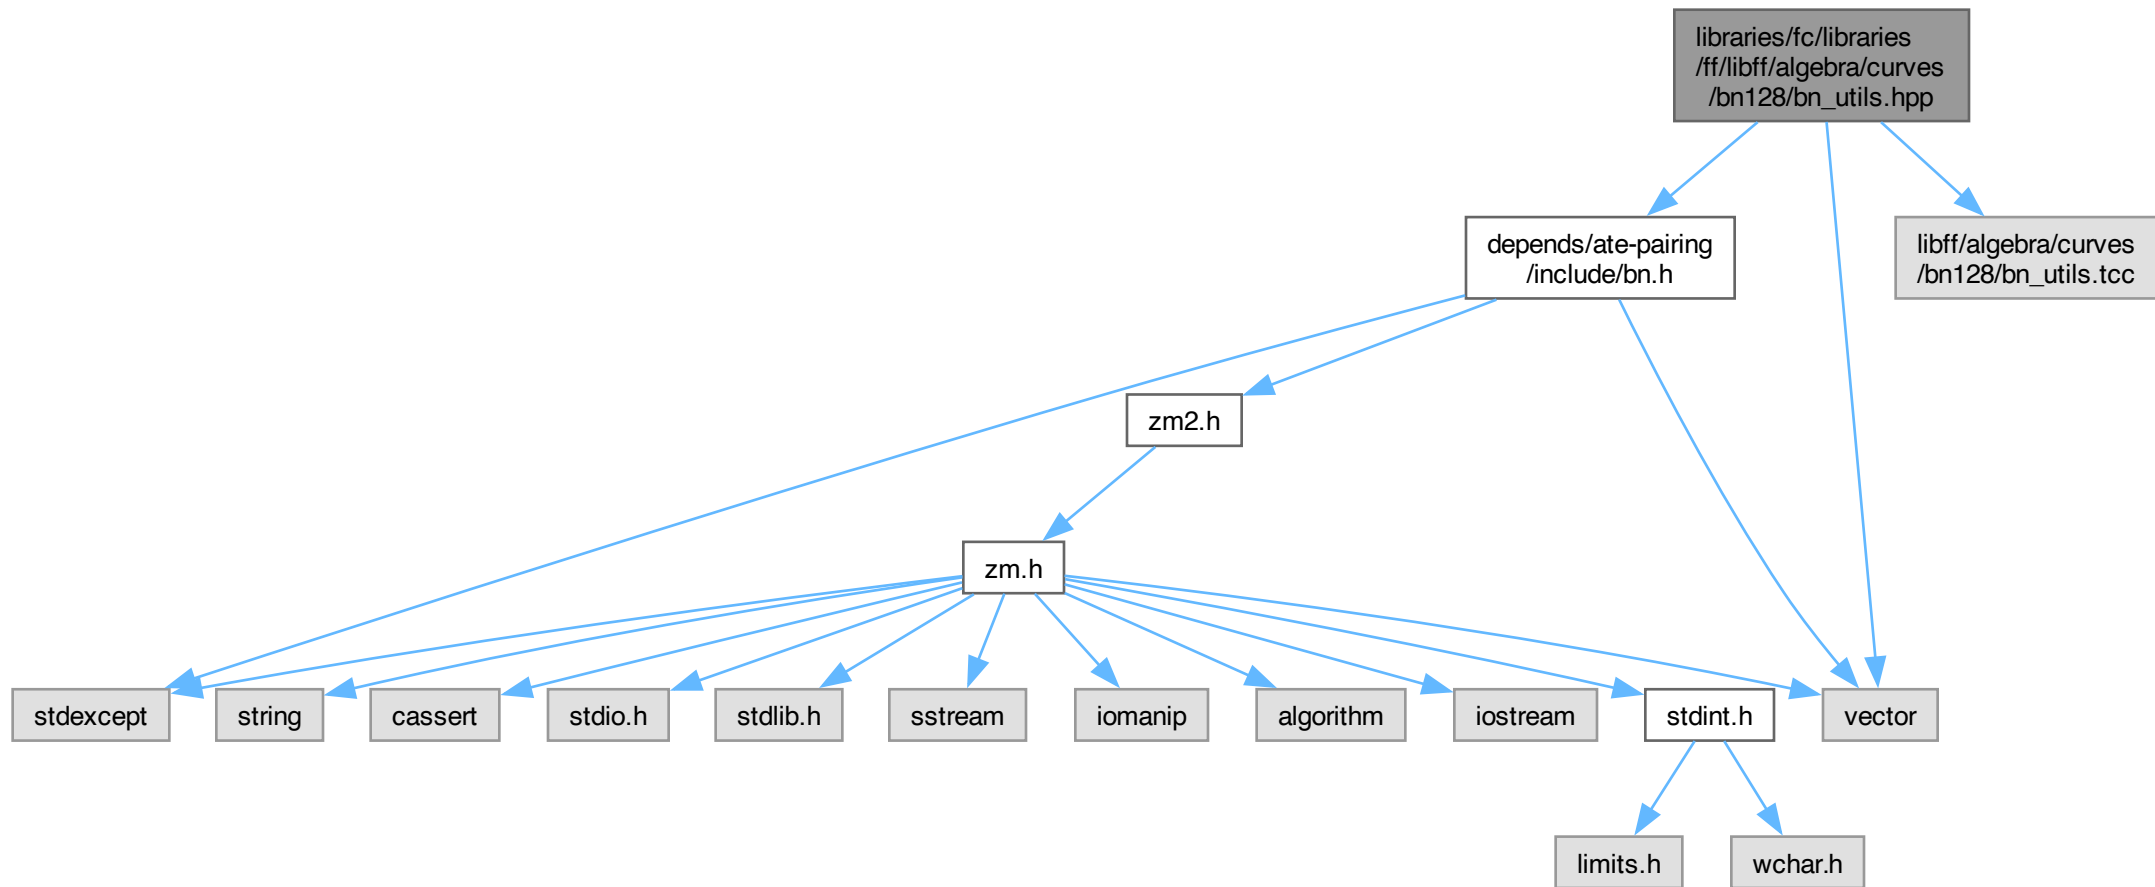 libraries/fc/libraries
/ff/libff/algebra/curves
/bn128/bn_utils.hpp
depends/ate-pairing
/include/bn.h
libff/algebra/curves
/bn128/bn_utils.tcc
zm2.h
zm.h
stdexcept
string
cassert
stdio.h
stdlib.h
sstream
iomanip
algorithm
iostream
stdint.h
vector
limits.h
wchar.h